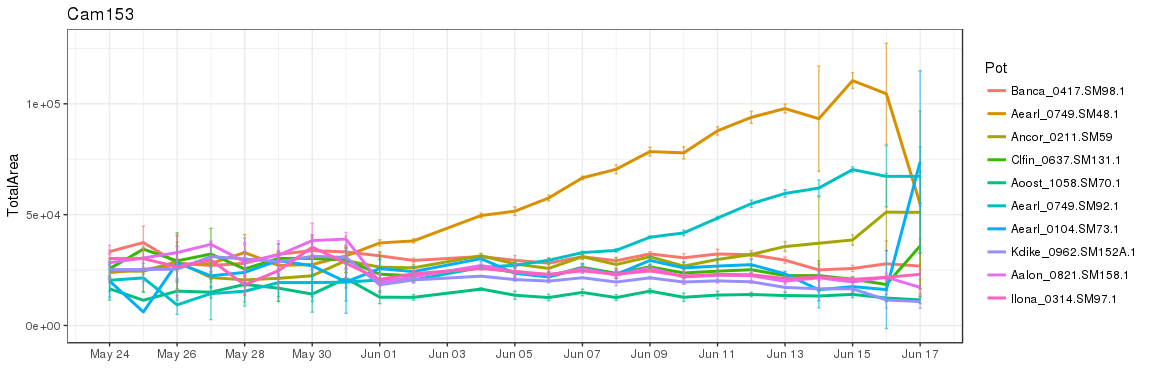 Cam153
TotalArea
1e+05
5e+04
0e+00
May 24 May 26 May 28 May 30 Jun 01 Jun 03 Jun 05 Jun 07 Jun 09 Jun 11 Jun 13 Jun 15 Jun 17
Pot
Banca_0417.SM98.1
Aearl_0749.SM48.1
Ancor_0211.SM59
Clfin_0637.SM131.1
Aoost_1058.SM70.1
Aearl_0749.SM92.1
Aearl_0104.SM73.1
Kdike_0962.SM152A.1
Aalon_0821.SM158.1
Ilona_0314.SM97.1